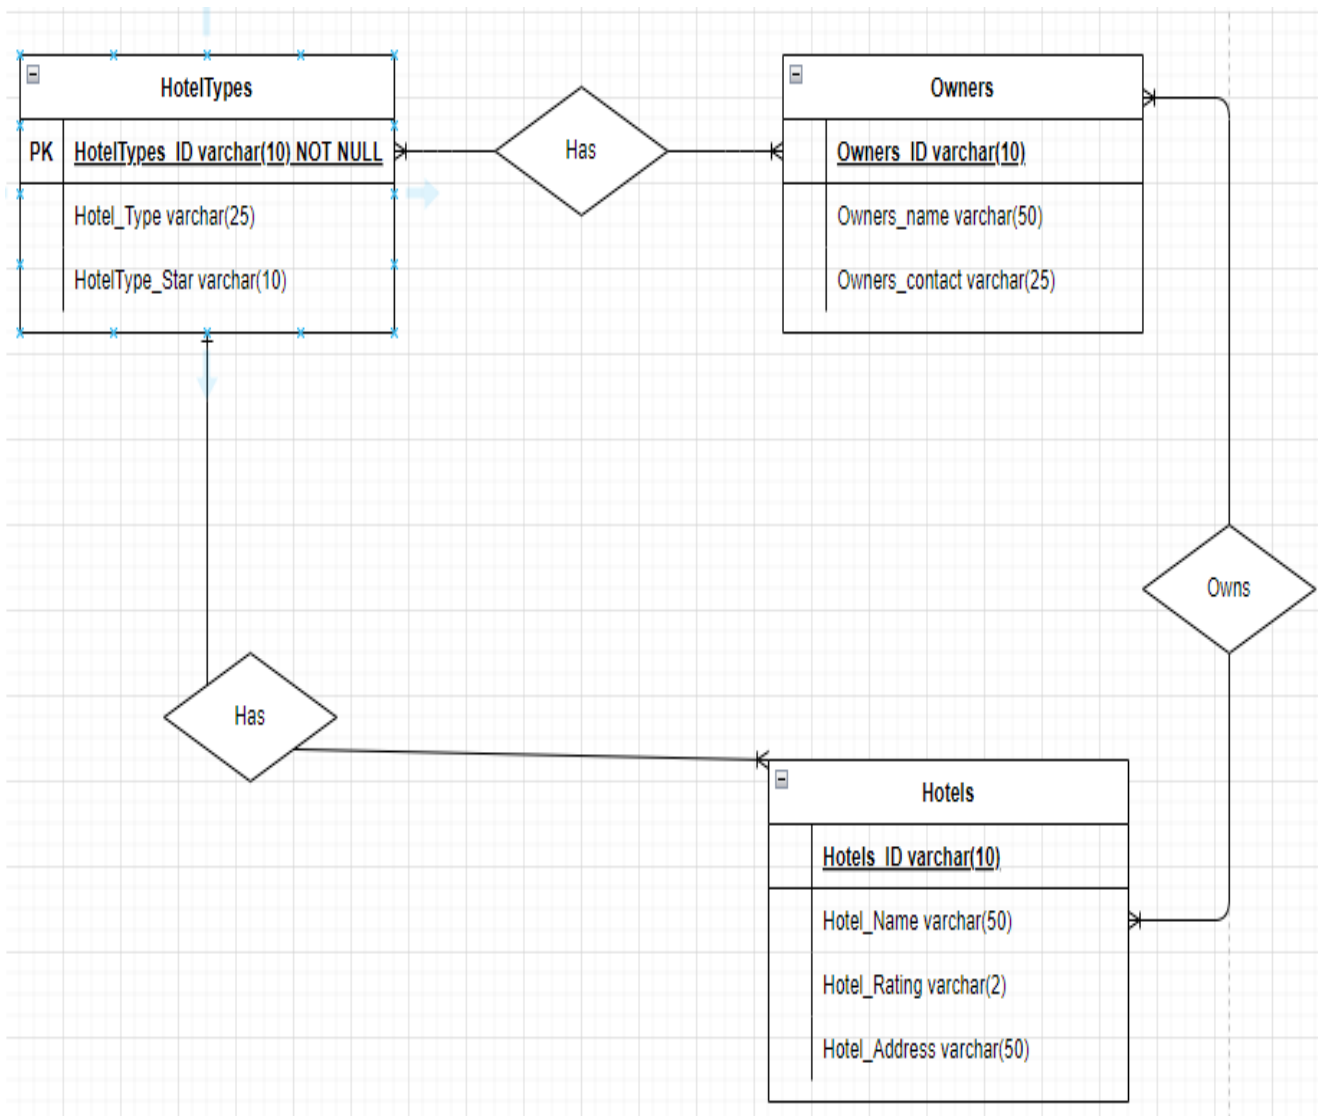 HotelTypes
PK HotelTypes_ID varchar(10) NOT NULL
Hotel_Type varchar(25)
HotelType_Star varchar(10)
Has
Owners
Owners_ID varchar(10)
Owners_name varchar(50)
Owners_contact varchar(25)
Owns
Has
Hotels
Hotels_ID varchar(10)
Hotel_Name varchar(50)
Hotel_Rating varchar(2)
Hotel_Address varchar(50)